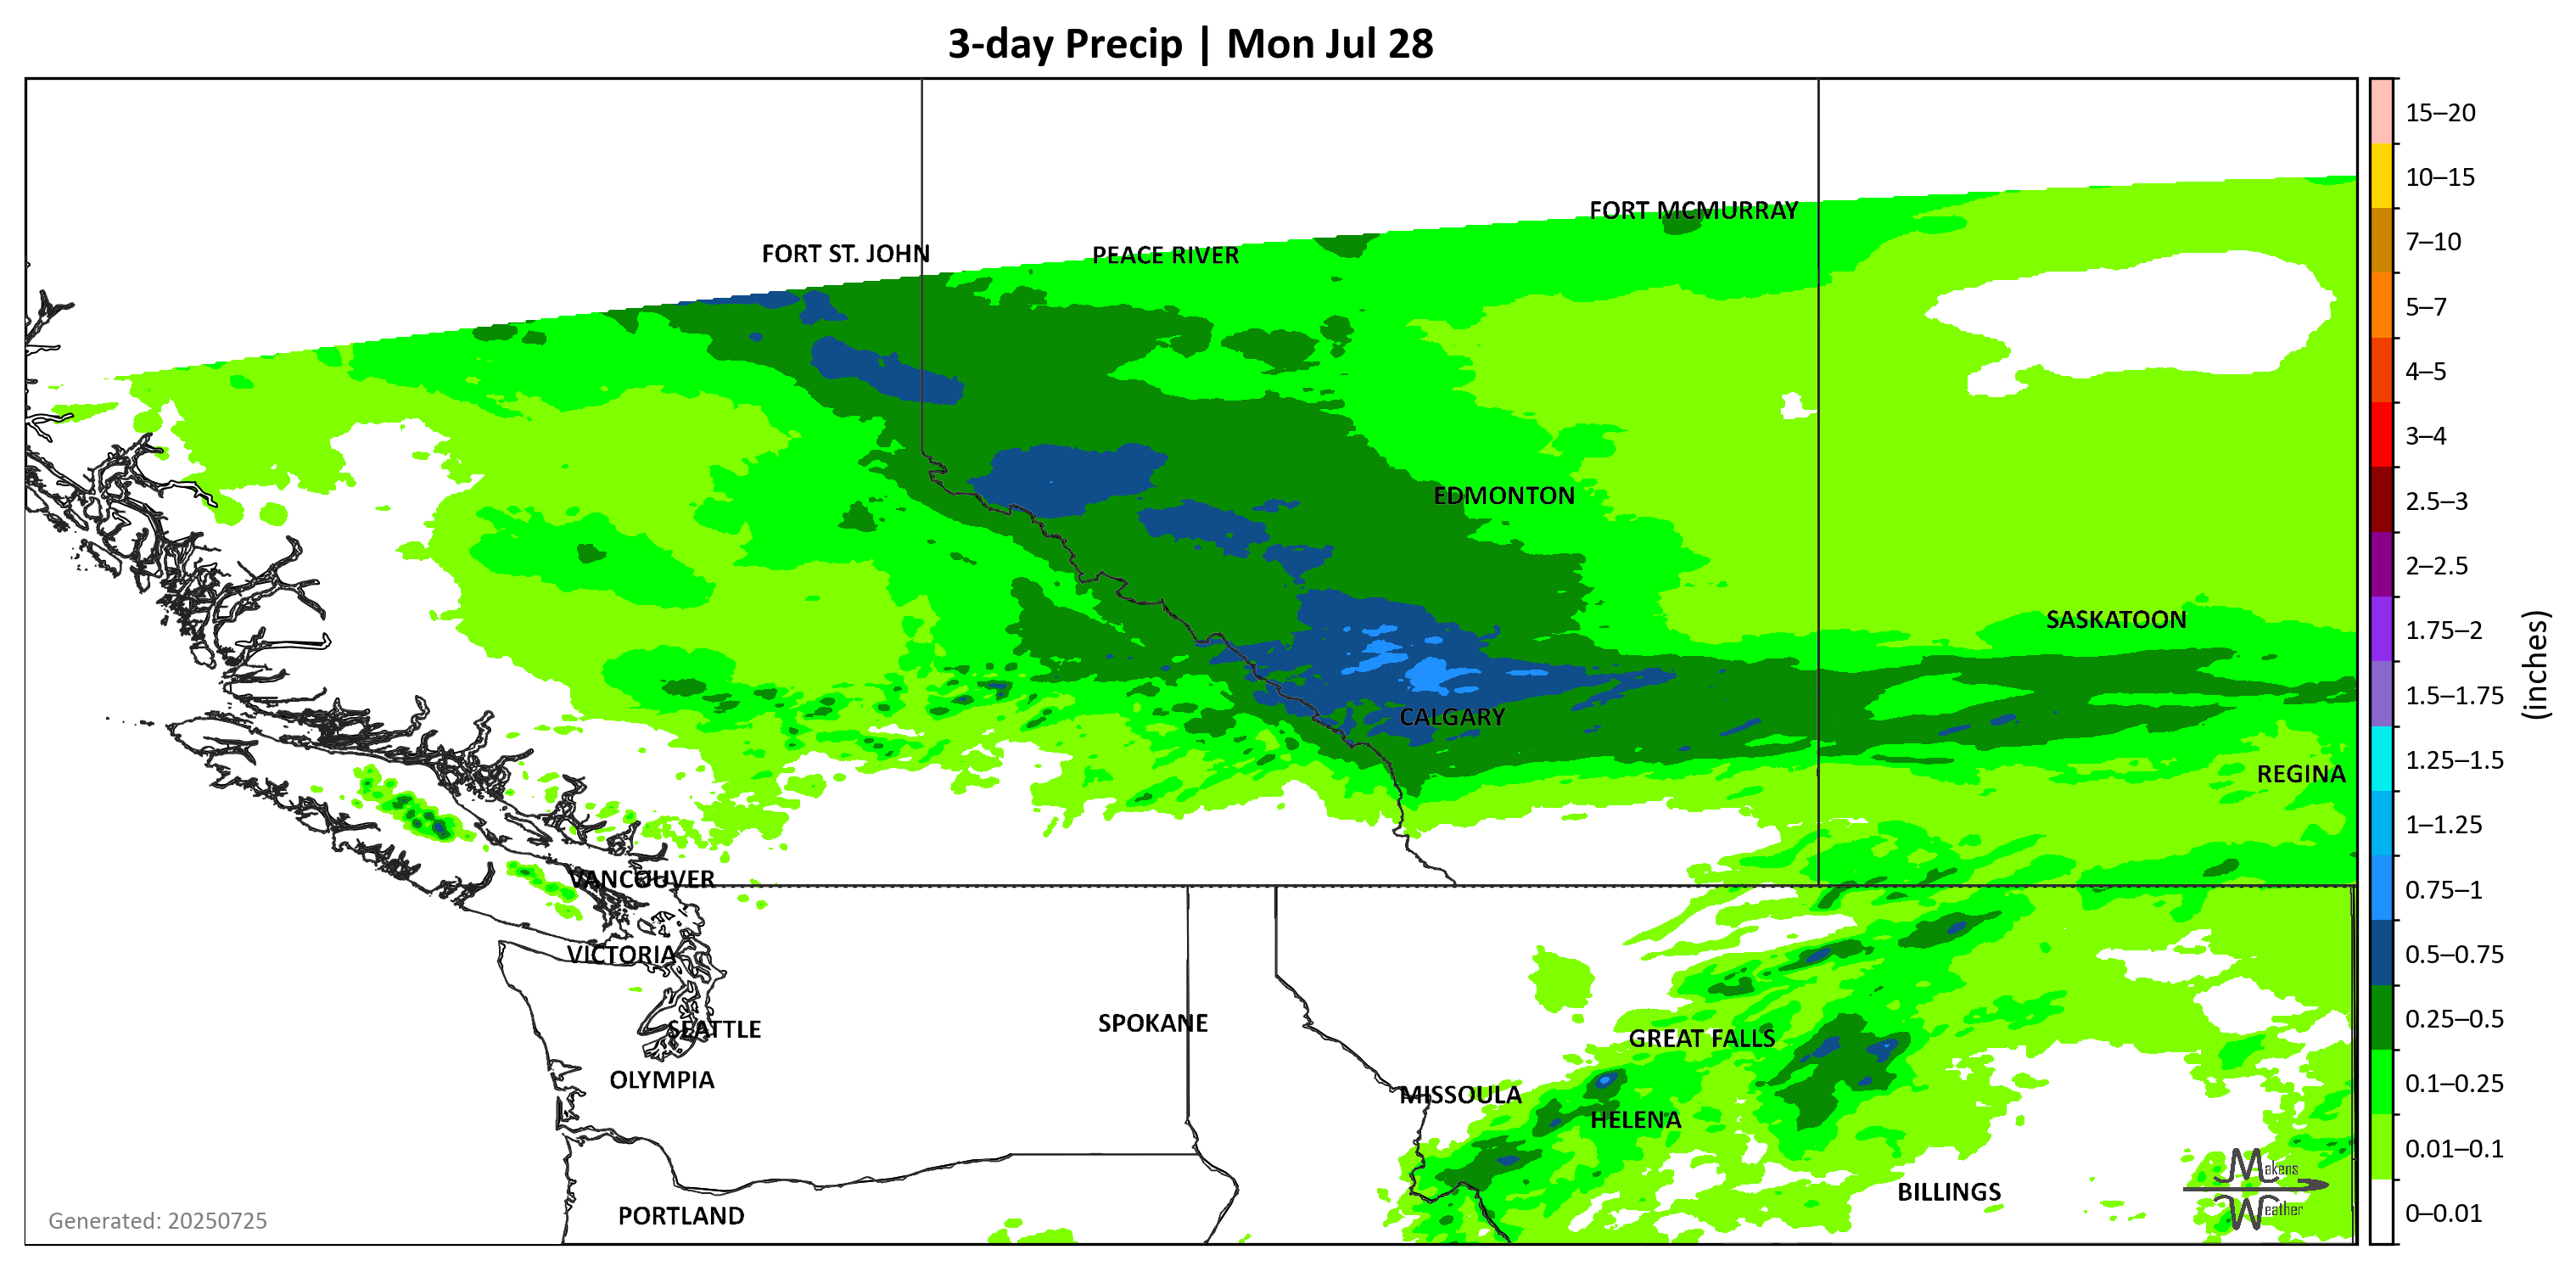 3-day Precip | Mon Jul 28
15–20
10–15
7–10
5–7
4–5
3–4
2.5–3
2–2.5
1.75–2
1.5–1.75
1.25–1.5
1–1.25
0.75–1
0.5–0.75
0.25–0.5
0.1–0.25
0.01–0.1
0–0.01
(inches)
FORT MCMURRAY
FORT ST. JOHN
PEACE RIVER
EDMONTON
SASKATOON
CALGARY
REGINA
VANCOUVER
VICTORIA
SPOKANE
SEATTLE
GREAT FALLS
OLYMPIA
MISSOULA
HELENA
BILLINGS
PORTLAND
Makens
Weather
Generated: 20250725